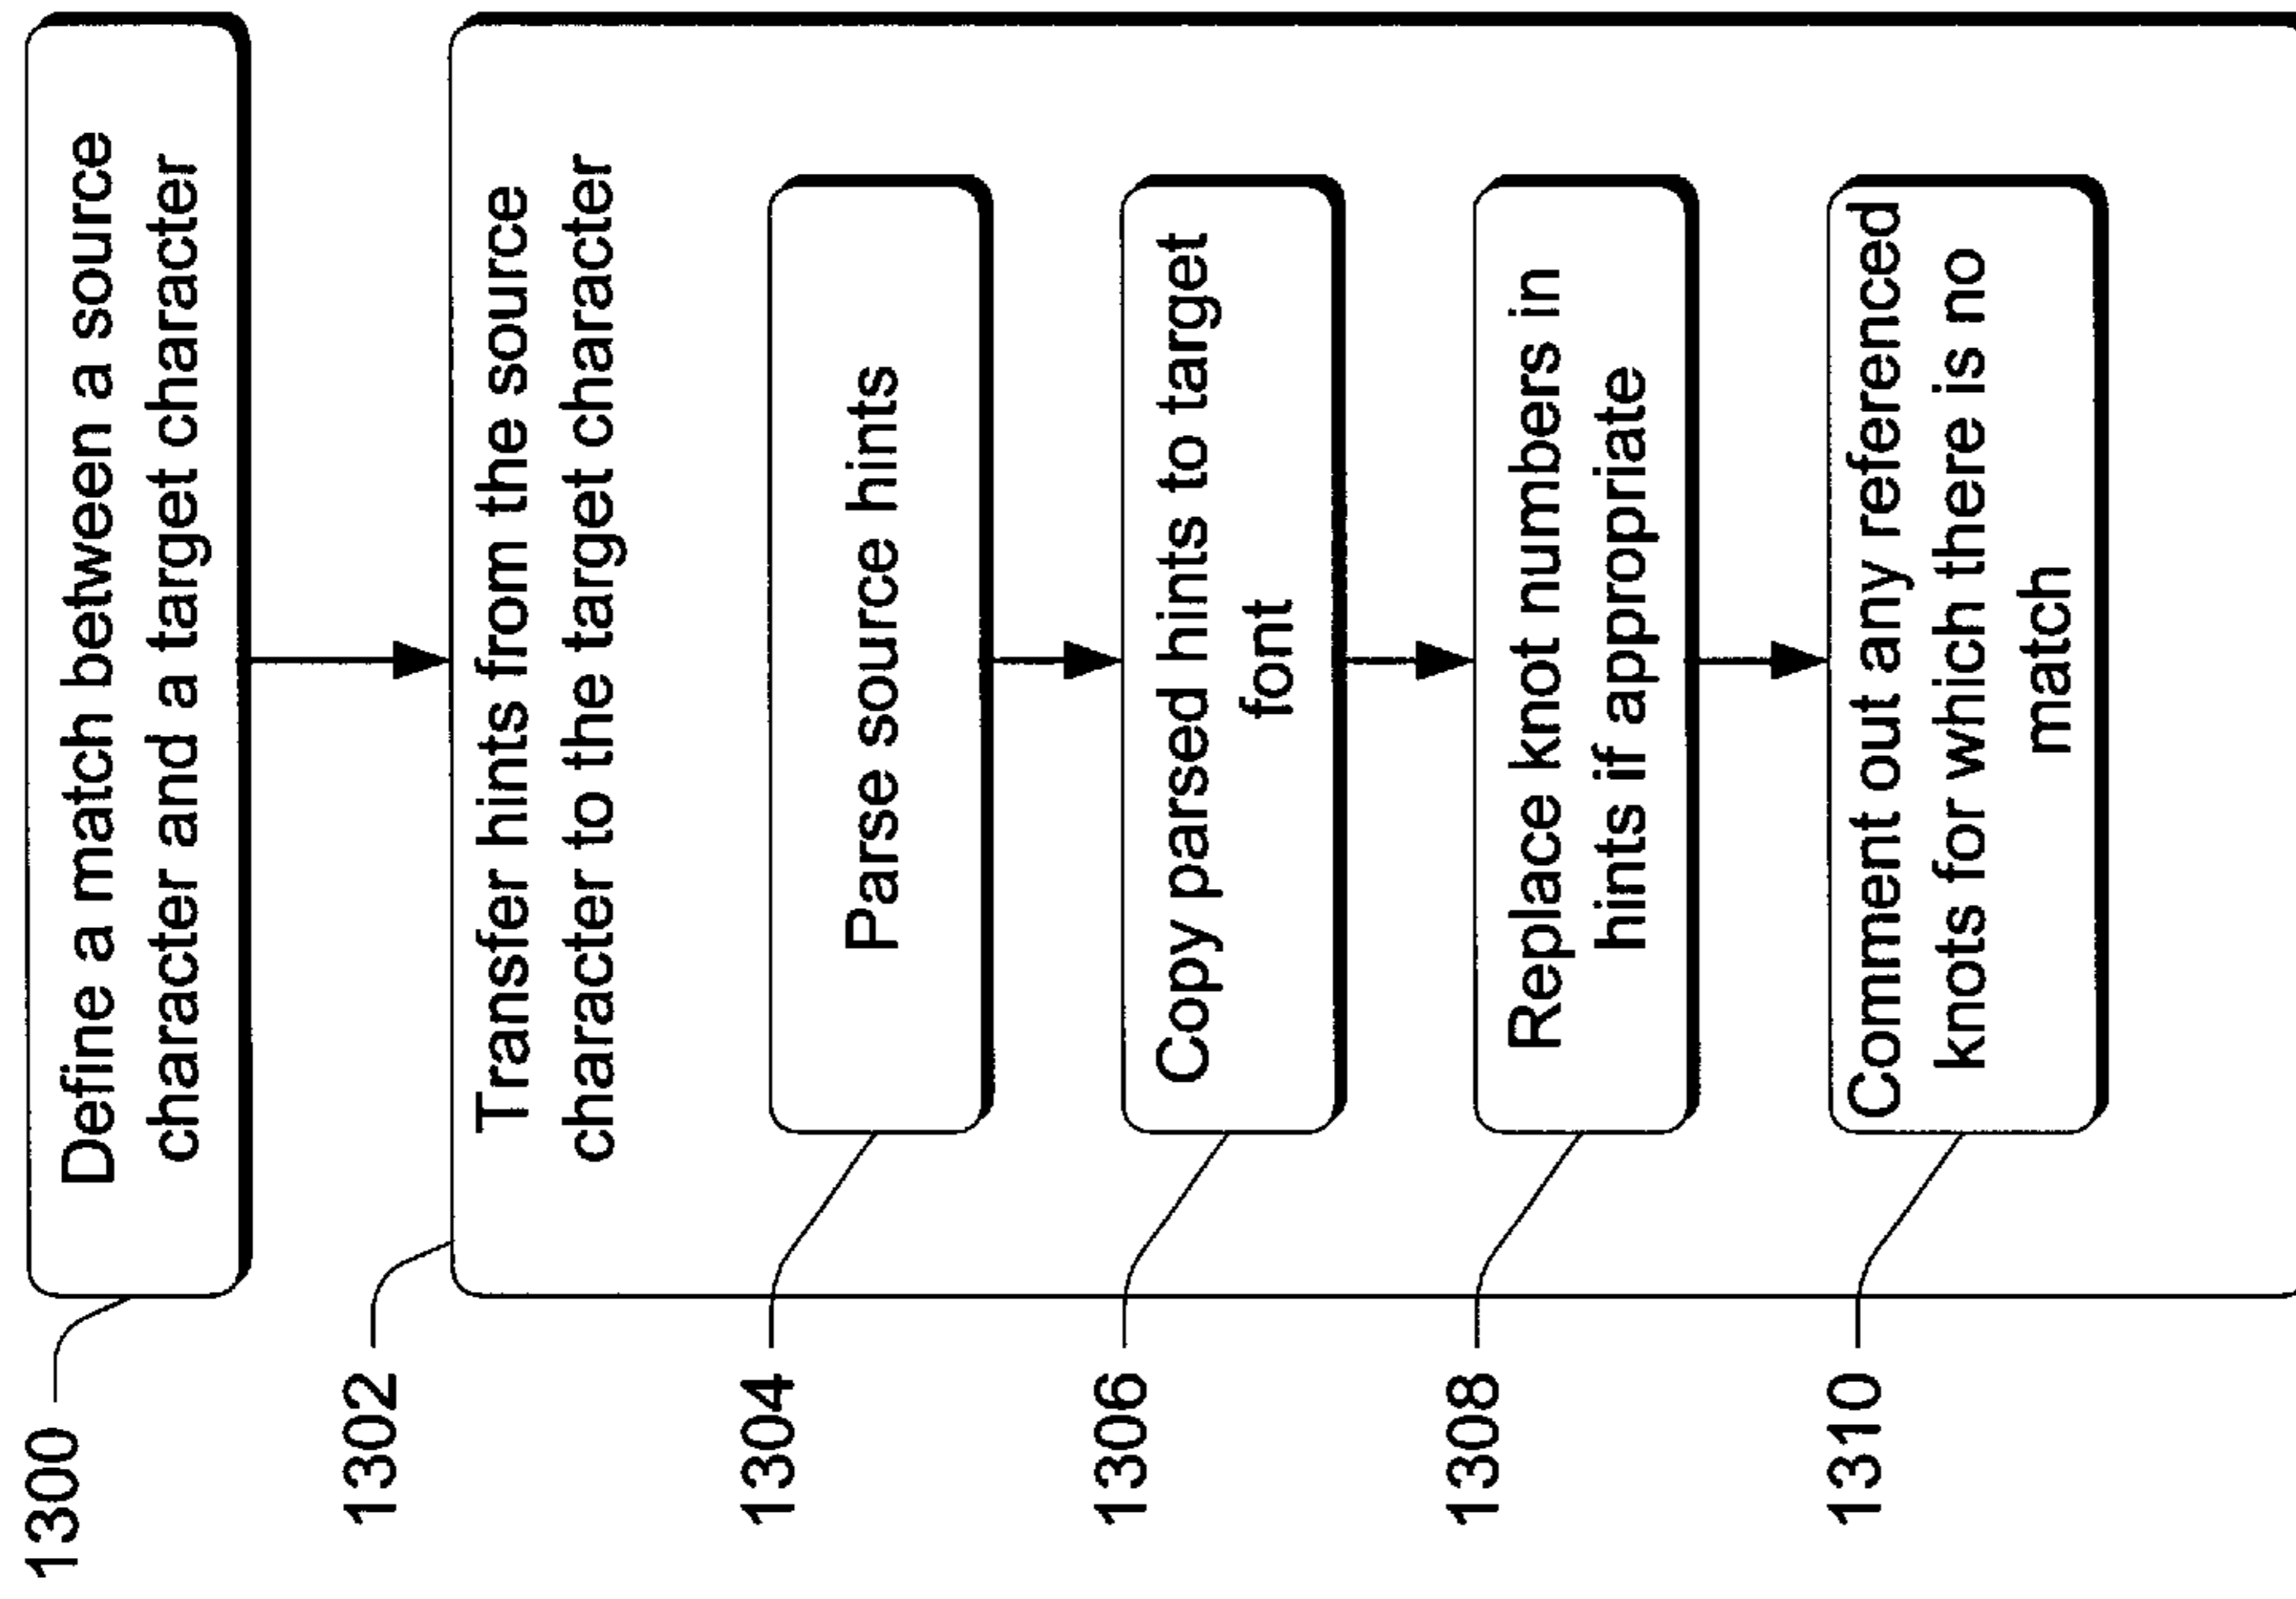 1300
Define a match between a source
character and a target character
1302
Transfer hints from the source
character to the target character
1304
Parse source hints
1306
Copy parsed hints to target
font
1308
Replace knot numbers in
hints if appropriate
1310
Comment out any referenced
knots for which there is no
match